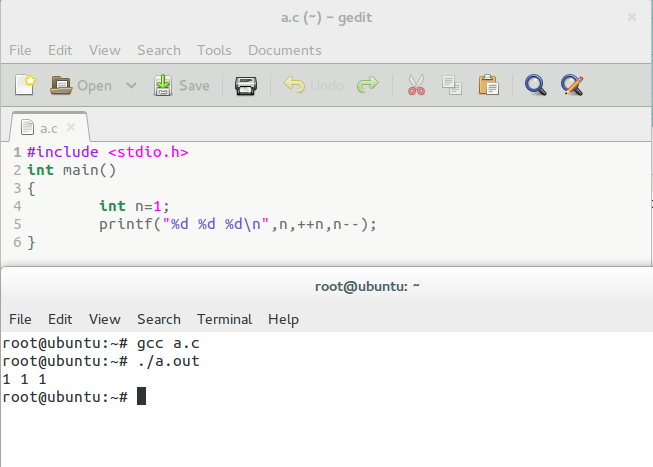 a.c (~) – gedit ×
File Edit View Search Tools Documents
Open Save Undo
a.c ×
1 #include <stdio.h>
2 int main()
3 {
4 int n=1;
5 printf("%d %d %d\n",n,++n,n--);
6 }
root@ubuntu: ~
File Edit View Search Terminal Help
root@ubuntu:~# gcc a.c
root@ubuntu:~# ./a.out
1 1 1
root@ubuntu:~#